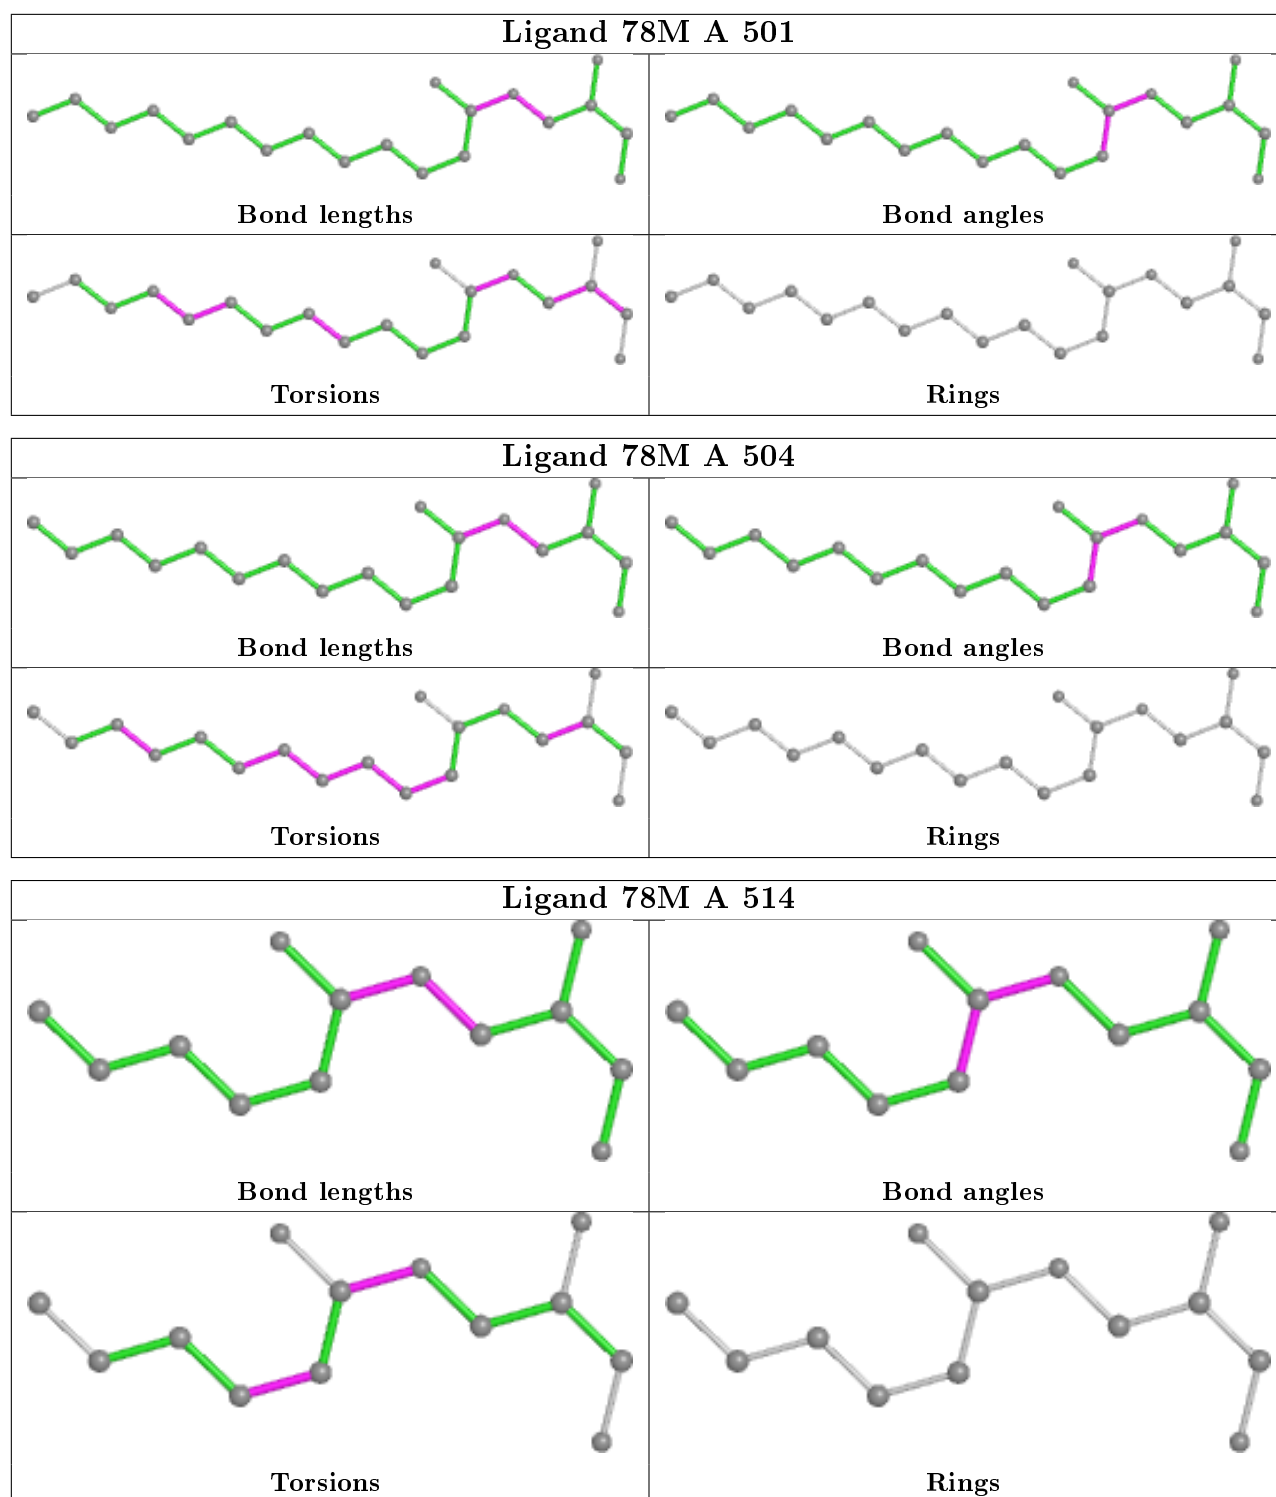 Ligand 78M A 501
Bond lengths
Bond angles
Torsions
Rings
Ligand 78M A 504
Bond lengths
Bond angles
Torsions
Rings
Ligand 78M A 514
Bond lengths
Bond angles
Torsions
Rings